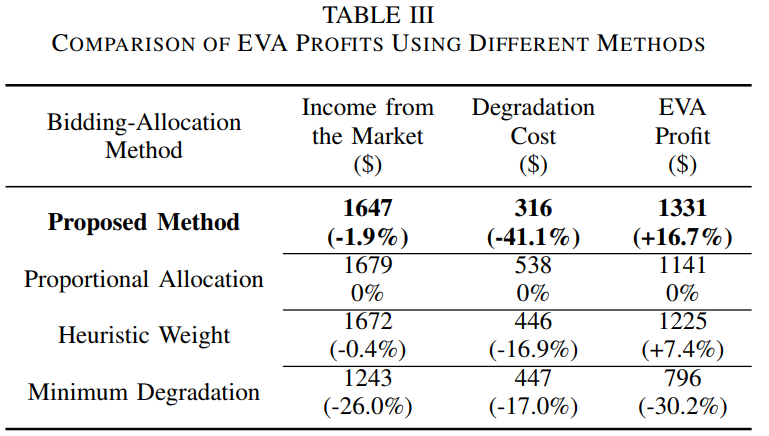 TABLE III
COMPARISON OF EVA PROFITS USING DIFFERENT METHODS
Bidding-Allocation Method Income from the Market ($) Degradation Cost ($) EVA Profit ($)
Proposed Method 1647 316 1331
(-1.9%) (-41.1%) (+16.7%)
Proportional Allocation 1679 538 1141
0% 0% 0%
Heuristic Weight 1672 446 1225
(-0.4%) (-16.9%) (+7.4%)
Minimum Degradation 1243 447 796
(-26.0%) (-17.0%) (-30.2%)